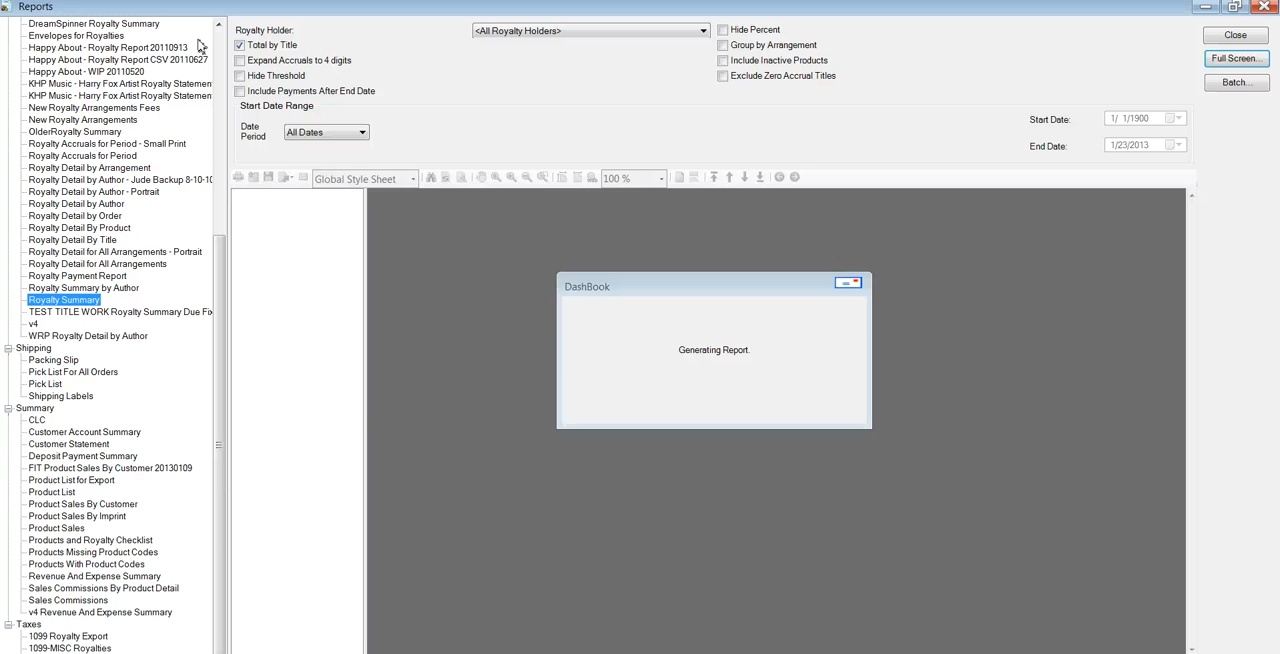 Reports
DreamSpinner Royalty Summary
Envelopes for Royalties
Happy About - Royalty Report 20110913
Happy About - Royalty Report CSV 20110627
Happy About - WIP 20110520
KHP Music - Harry Fox Artist Royalty Statemen
KHP Music - Harry Fox Artist Royalty Statemen
New Royalty Arrangements Fees
New Royalty Arrangements
OlderRoyalty Summary
Royalty Accruals for Period - Small Print
Royalty Accruals for Period
Royalty Detail by Arrangement
Royalty Detail by Author - Jude Backup 8-10-10
Royalty Detail by Author - Portrait
Royalty Detail by Author
Royalty Detail by Order
Royalty Detail By Product
Royalty Detail By Title
Royalty Detail for All Arrangements - Portrait
Royalty Detail for All Arrangements
Royalty Payment Report
Royalty Summary by Author
Royalty Summary
TEST TITLE WORK Royalty Summary Due Fix
v4
WRP Royalty Detail by Author
Shipping
Packing Slip
Pick List For All Orders
Pick List
Shipping Labels
Summary
CLC
Customer Account Summary
Customer Statement
Deposit Payment Summary
FIT Product Sales By Customer 20130109
Product List for Export
Product List
Product Sales By Customer
Product Sales By Imprint
Product Sales
Products and Royalty Checklist
Products Missing Product Codes
Products With Product Codes
Revenue And Expense Summary
Sales Commissions By Product Detail
Sales Commissions
v4 Revenue And Expense Summary
Taxes
1099 Royalty Export
1099-MISC Royalties
Royalty Holder:
<All Royalty Holders>
Total by Title
Expand Accruals to 4 digits
Hide Threshold
Include Payments After End Date
Hide Percent
Group by Arrangement
Include Inactive Products
Exclude Zero Accrual Titles
Start Date Range
Date Period
All Dates
Start Date:
1/ 1/1900
End Date:
1/23/2013
Close
Full Screen...
Batch...
Global Style Sheet
100 %
DashBook
Generating Report.